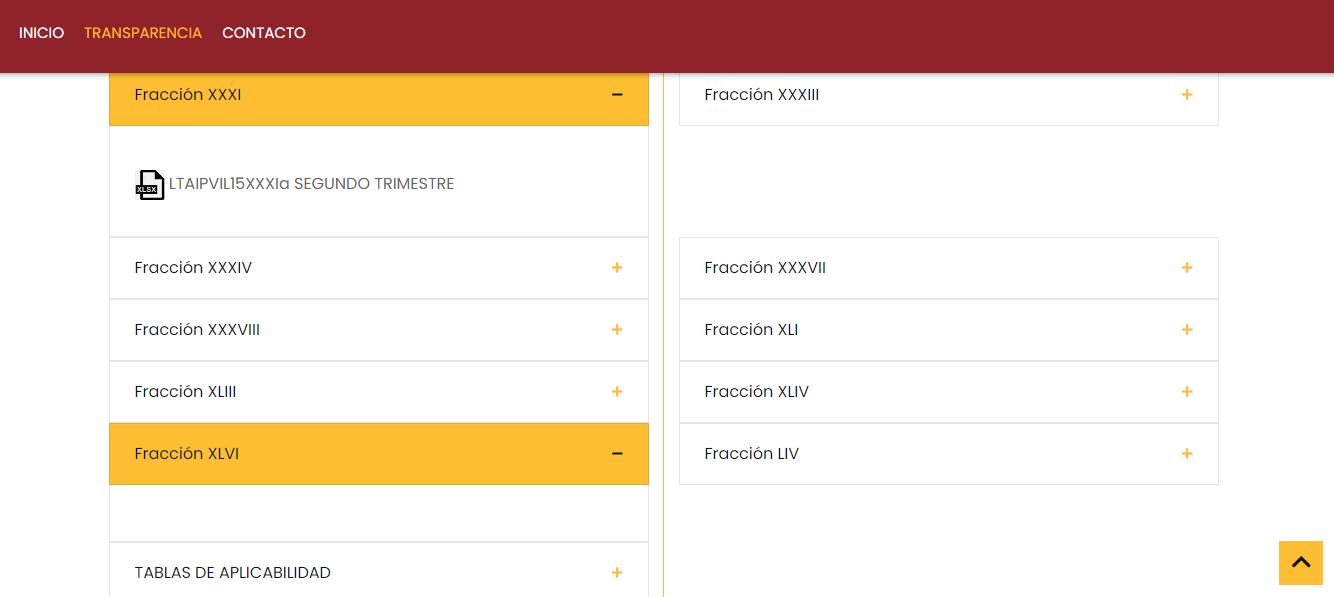 INICIO TRANSPARENCIA CONTACTO
Fracción XXXI
Fracción XXXIII
XLSX LTAIPVIL15XXXIa SEGUNDO TRIMESTRE
Fracción XXXIV
Fracción XXXVII
Fracción XXXVIII
Fracción XLI
Fracción XLIII
Fracción XLIV
Fracción XLVI
Fracción LIV
TABLAS DE APLICABILIDAD